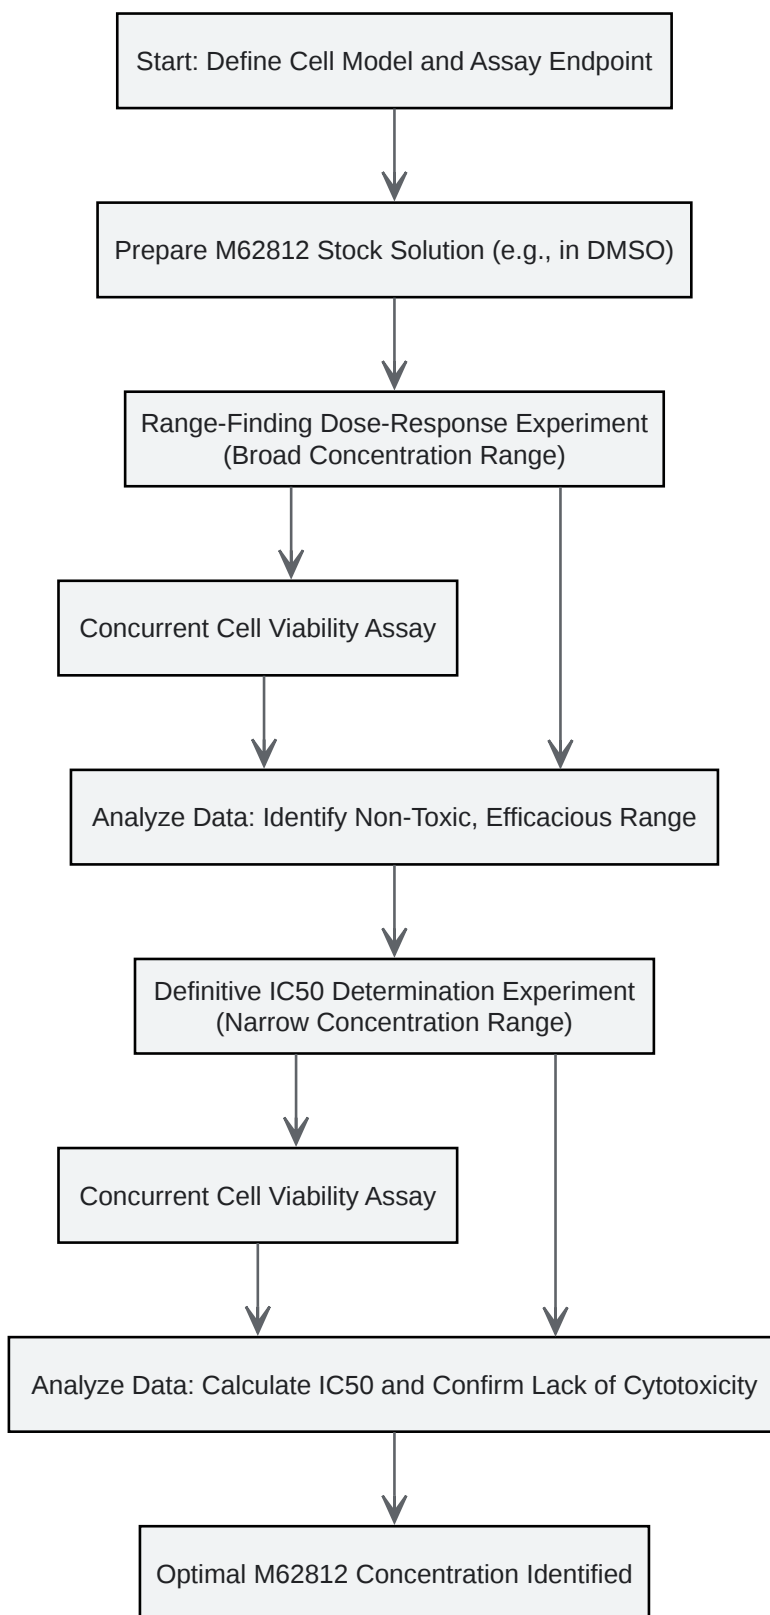 Start: Define Cell Model and Assay Endpoint
Prepare M62812 Stock Solution (e.g., in DMSO)
Range-Finding Dose-Response Experiment
(Broad Concentration Range)
Concurrent Cell Viability Assay
Analyze Data: Identify Non-Toxic, Efficacious Range
Definitive IC50 Determination Experiment
(Narrow Concentration Range)
Concurrent Cell Viability Assay
Analyze Data: Calculate IC50 and Confirm Lack of Cytotoxicity
Optimal M62812 Concentration Identified